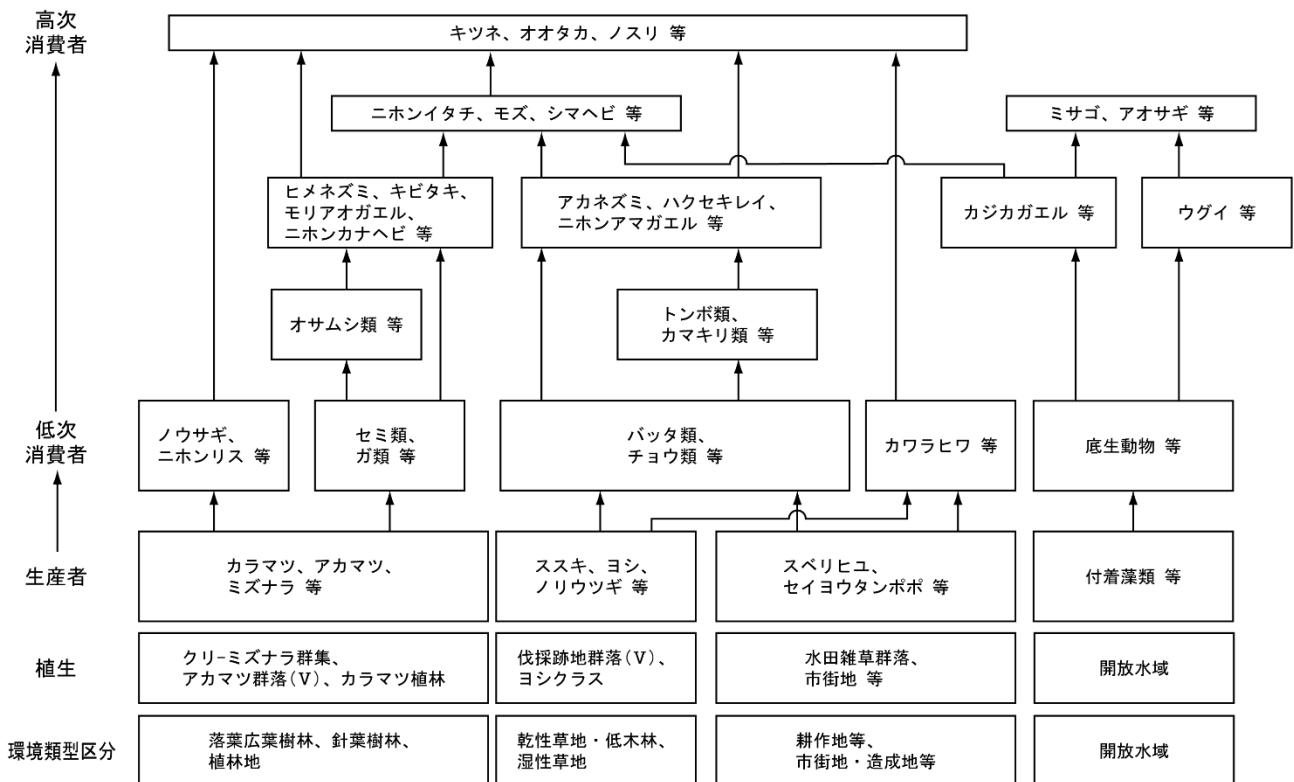 高次
消費者
キツネ、オオタカ、ノスリ 等
ニホンイタチ、モズ、シマヘビ 等
ミサゴ、アオサギ 等
ヒメネズミ、キビタキ、
モリアオガエル、
ニホンカナヘビ 等
アカネズミ、ハクセキレイ、
ニホンアマガエル 等
カジカガエル 等
ウグイ 等
オサムシ類 等
トンボ類、
カマキリ類 等
低次
消費者
ノウサギ、
ニホンリス 等
セミ類、
ガ類 等
バッタ類、
チョウ類 等
カワラヒワ 等
底生動物 等
生産者
カラマツ、アカマツ、
ミズナラ 等
ススキ、ヨシ、
ノリウツギ 等
スベリヒユ、
セイヨウタンポポ 等
付着藻類 等
植生
クリ−ミズナラ群集、
アカマツ群落(Ⅴ)、カラマツ植林
伐採跡地群落(Ⅴ)、
ヨシクラス
水田雑草群落、
市街地 等
開放水域
環境類型区分
落葉広葉樹林、針葉樹林、
植林地
乾性草地・低木林、
湿性草地
耕作地等、
市街地・造成地等
開放水域